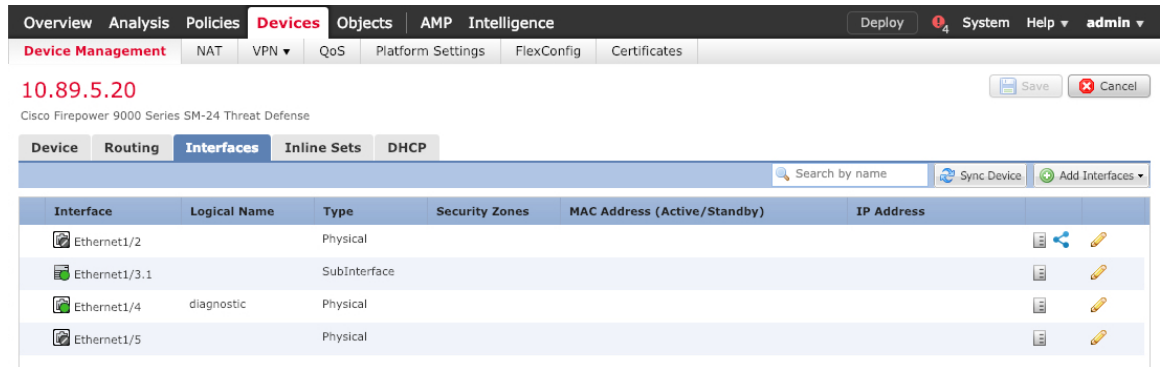 Overview Analysis Policies Devices Objects AMP Intelligence Deploy 4 System Help admin
Device Management NAT VPN QoS Platform Settings FlexConfig Certificates
10.89.5.20
Save Cancel
Cisco Firepower 9000 Series SM-24 Threat Defense
Device Routing Interfaces Inline Sets DHCP
Search by name Sync Device Add Interfaces
Interface Logical Name Type Security Zones MAC Address (Active/Standby) IP Address
Ethernet1/2 Physical
Ethernet1/3.1 SubInterface
Ethernet1/4 diagnostic Physical
Ethernet1/5 Physical